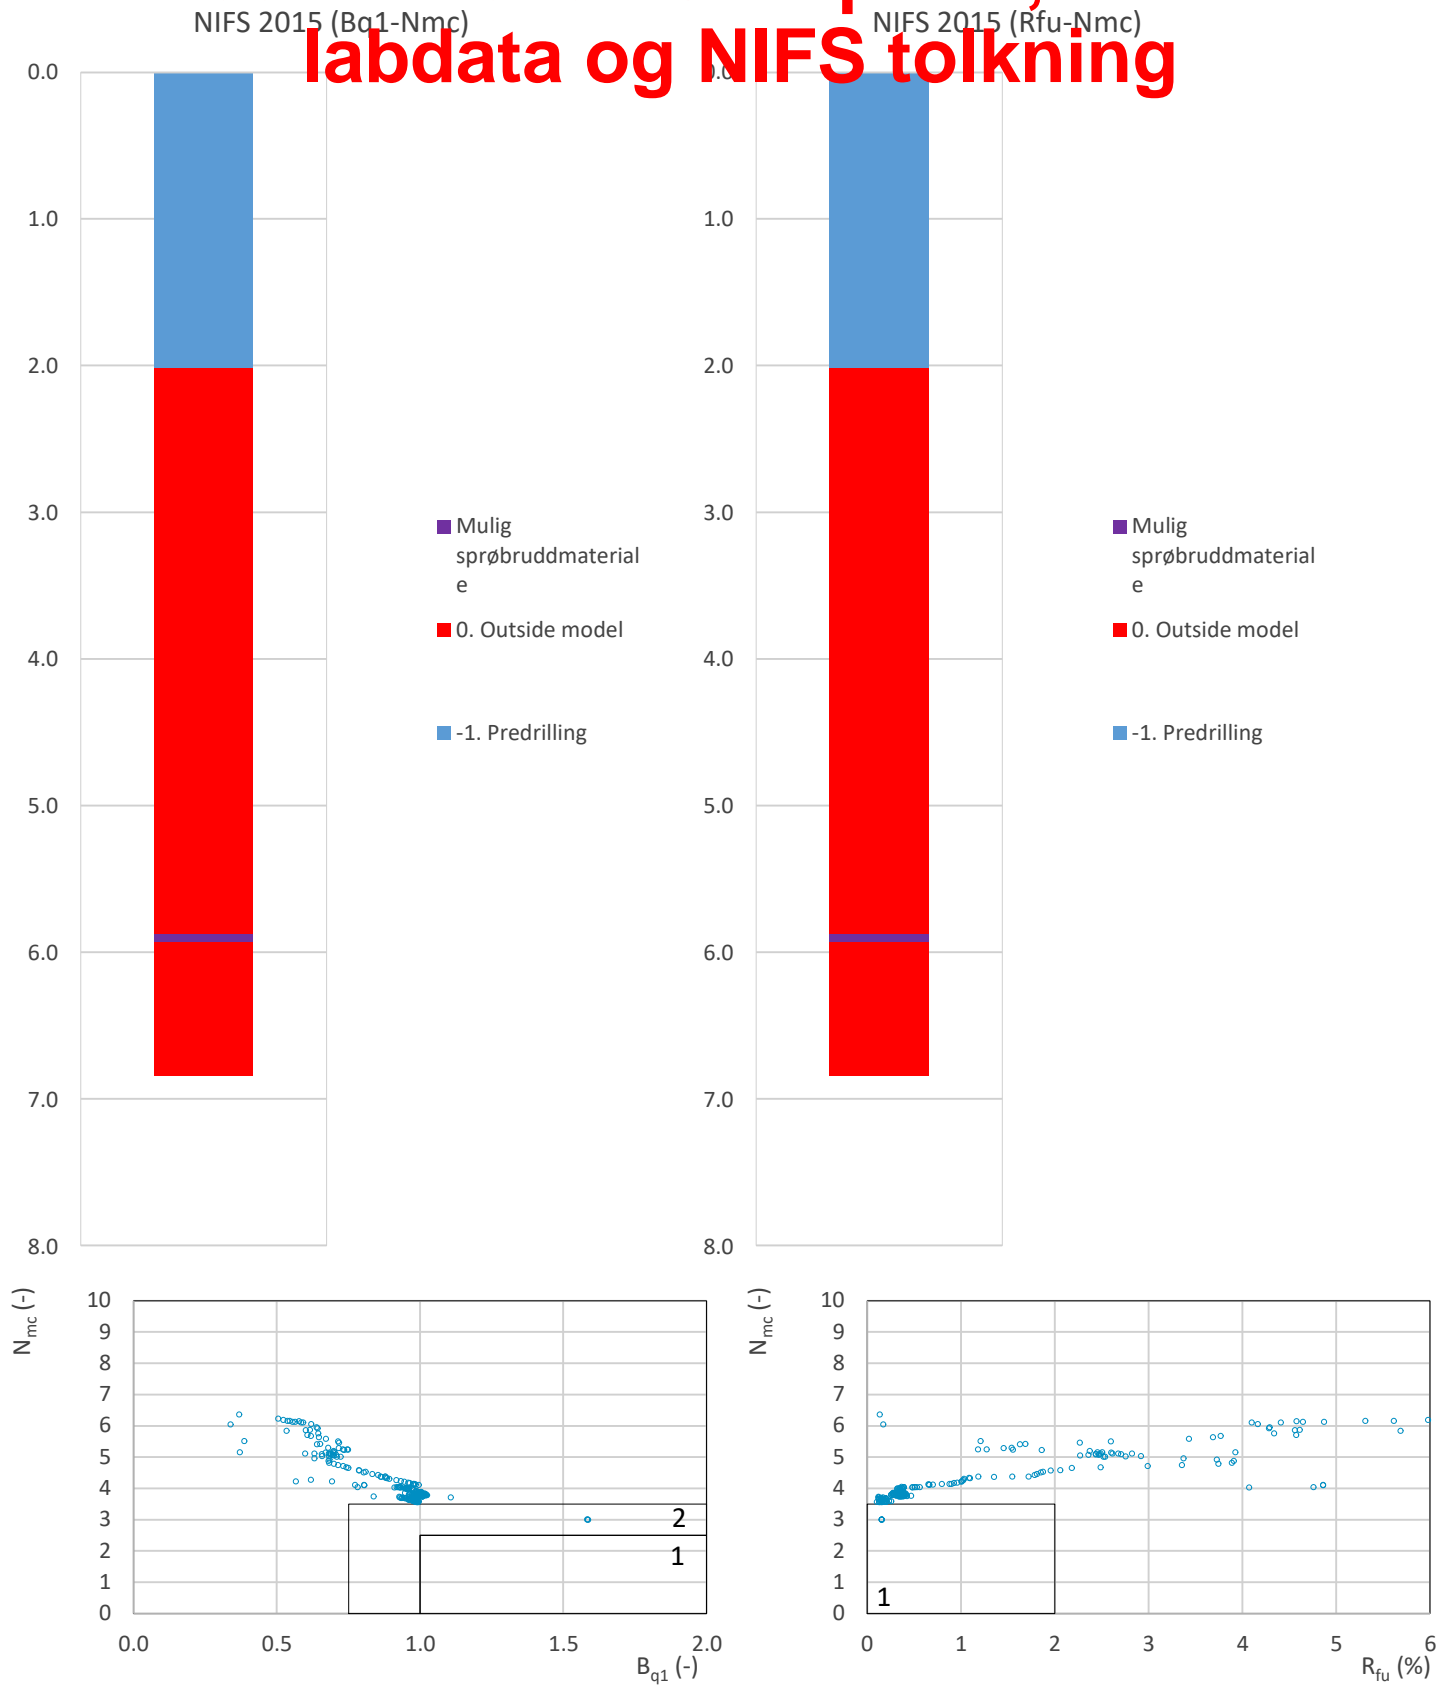 NIFS 2015 (Bq1-Nmc)
NIFS 2015 (Rfu-Nmc)
labdata og NIFS tolkning
0.0
1.0
2.0
3.0
4.0
5.0
6.0
7.0
8.0
Mulig
sprøbruddmaterial
e
0. Outside model
-1. Predrilling
0.0
1.0
2.0
3.0
4.0
5.0
6.0
7.0
8.0
Mulig
sprøbruddmaterial
e
0. Outside model
-1. Predrilling
Nmc (-)
10
9
8
7
6
5
4
3
2
1
0
2
1
0.0 0.5 1.0 1.5 2.0
Bq1 (-)
Nmc (-)
10
9
8
7
6
5
4
3
2
1
0
1
0 1 2 3 4 5 6
Rfu (%)